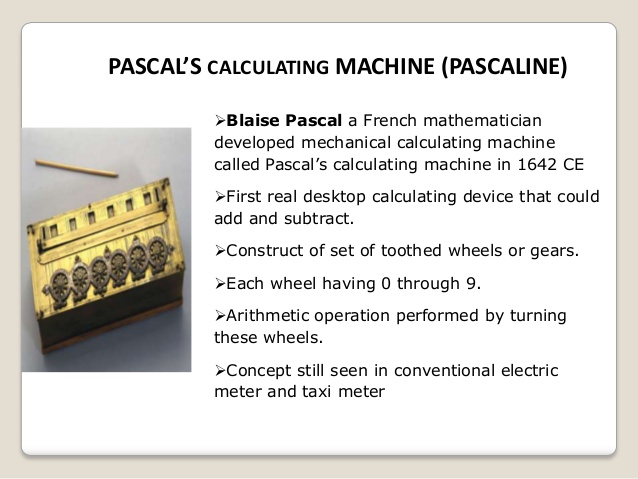 PASCAL’S CALCULATING MACHINE (PASCALINE)
➢Blaise Pascal a French mathematician
developed mechanical calculating machine
called Pascal’s calculating machine in 1642 CE
➢First real desktop calculating device that could
add and subtract.
➢Construct of set of toothed wheels or gears.
➢Each wheel having 0 through 9.
➢Arithmetic operation performed by turning
these wheels.
➢Concept still seen in conventional electric
meter and taxi meter